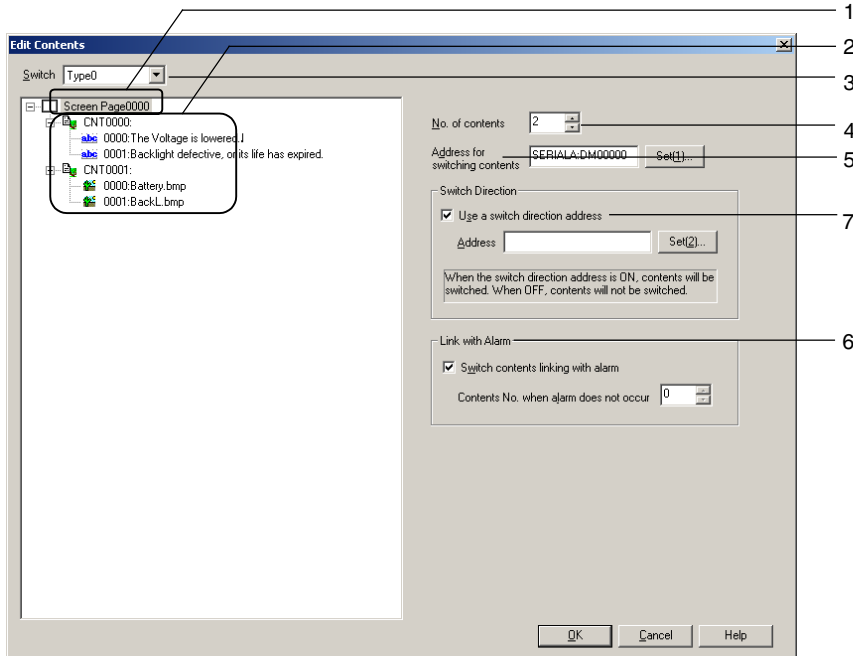 1
Edit Contents
2
Switch Type0
3
Screen Page0000
CNT0000:
abc 0000:The Voltage is lowered.
abc 0001:Backlight defective, or its life has expired.
CNT0001:
0000:Battery.bmp
0001:BackL.bmp
No. of contents 2
4
Address for
switching contents
SERIALA:DM00000 Set(1)...
5
Switch Direction
Use a switch direction address
7
Address Set(2)...
When the switch direction address is ON, contents will be
switched. When OFF, contents will not be switched.
Link with Alarm
6
Switch contents linking with alarm
Contents No. when alarm does not occur 0
OK Cancel Help